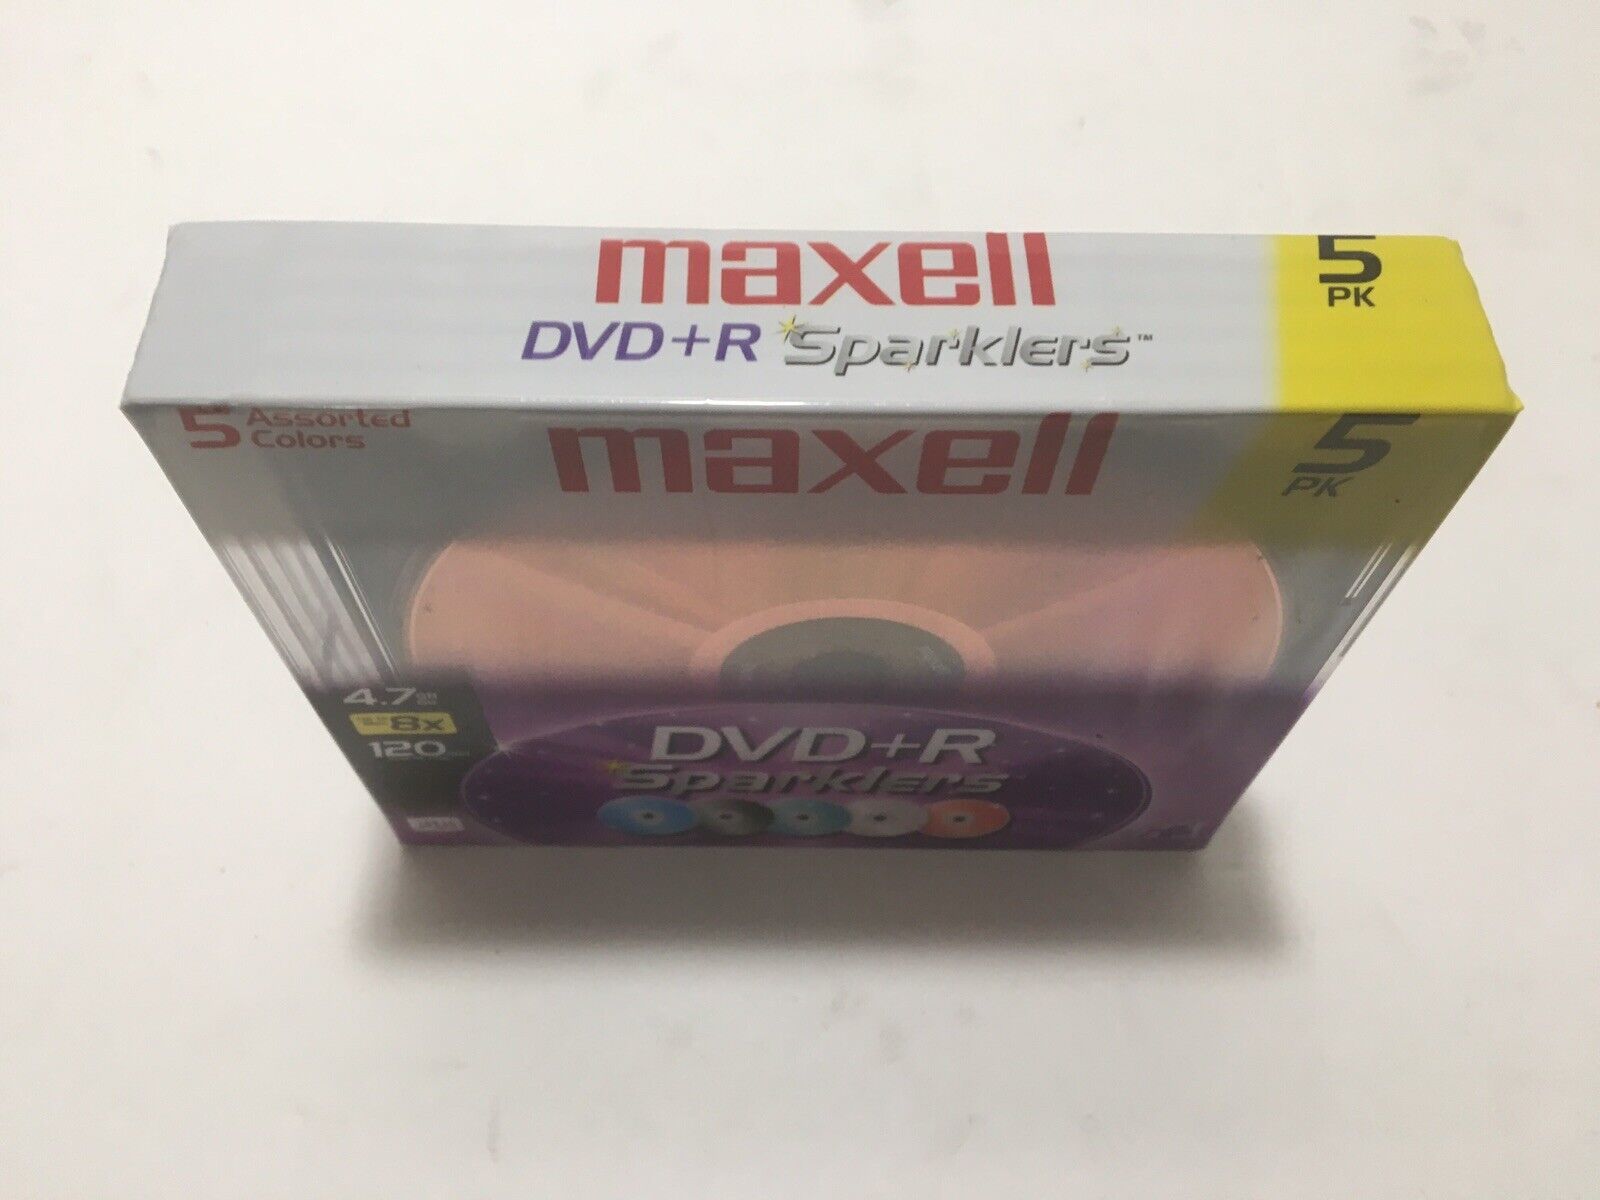 maxell
5
PK
DVD+R Sparklers™
5 Assorted
Colors
maxell
5
PK
4.7
8x
120
DVD+R
Sparklers